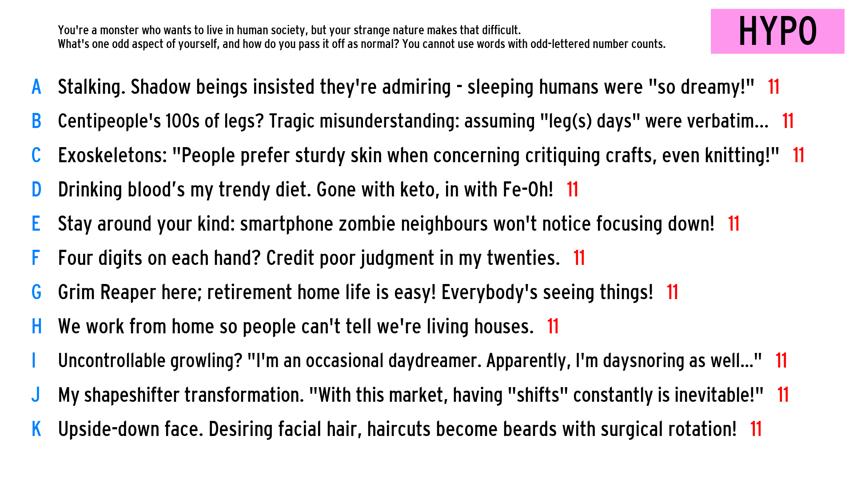 You're a monster who wants to live in human society, but your strange nature makes that difficult.
What's one odd aspect of yourself, and how do you pass it off as normal? You cannot use words with odd-lettered number counts.
HYPO
A Stalking. Shadow beings insisted they're admiring - sleeping humans were "so dreamy!" 11
B Centipeople's 100s of legs? Tragic misunderstanding: assuming "leg(s) days" were verbatim... 11
C Exoskeletons: "People prefer sturdy skin when concerning critiquing crafts, even knitting!" 11
D Drinking blood's my trendy diet. Gone with keto, in with Fe-Oh! 11
E Stay around your kind: smartphone zombie neighbours won't notice focusing down! 11
F Four digits on each hand? Credit poor judgment in my twenties. 11
G Grim Reaper here; retirement home life is easy! Everybody's seeing things! 11
H We work from home so people can't tell we're living houses. 11
I Uncontrollable growling? "I'm an occasional daydreamer. Apparently, I'm daysnoring as well..." 11
J My shapeshifter transformation. "With this market, having "shifts" constantly is inevitable!" 11
K Upside-down face. Desiring facial hair, haircuts become beards with surgical rotation! 11